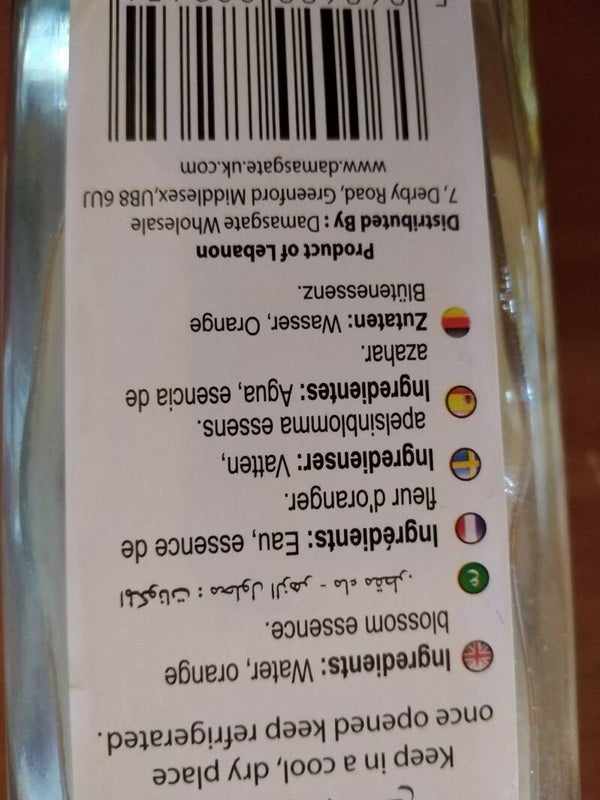 Keep in a cool, dry place
once opened keep refrigerated.
Ingredients: Water, orange
blossom essence.
المكونات : محلول الزهر - ماء مقطر.
Ingrédients: Eau, essence de
fleur d'oranger.
Ingredienser: Vatten,
apelsinblomma essens.
Ingredientes: Agua, esencia de
azahar.
Zutaten: Wasser, Orange
Blütenessenz.
Product of Lebanon
Distributed By : Damasgate Wholesale
7, Derby Road, Greenford Middlesex,UB8 6UJ
www.damasgate.uk.com